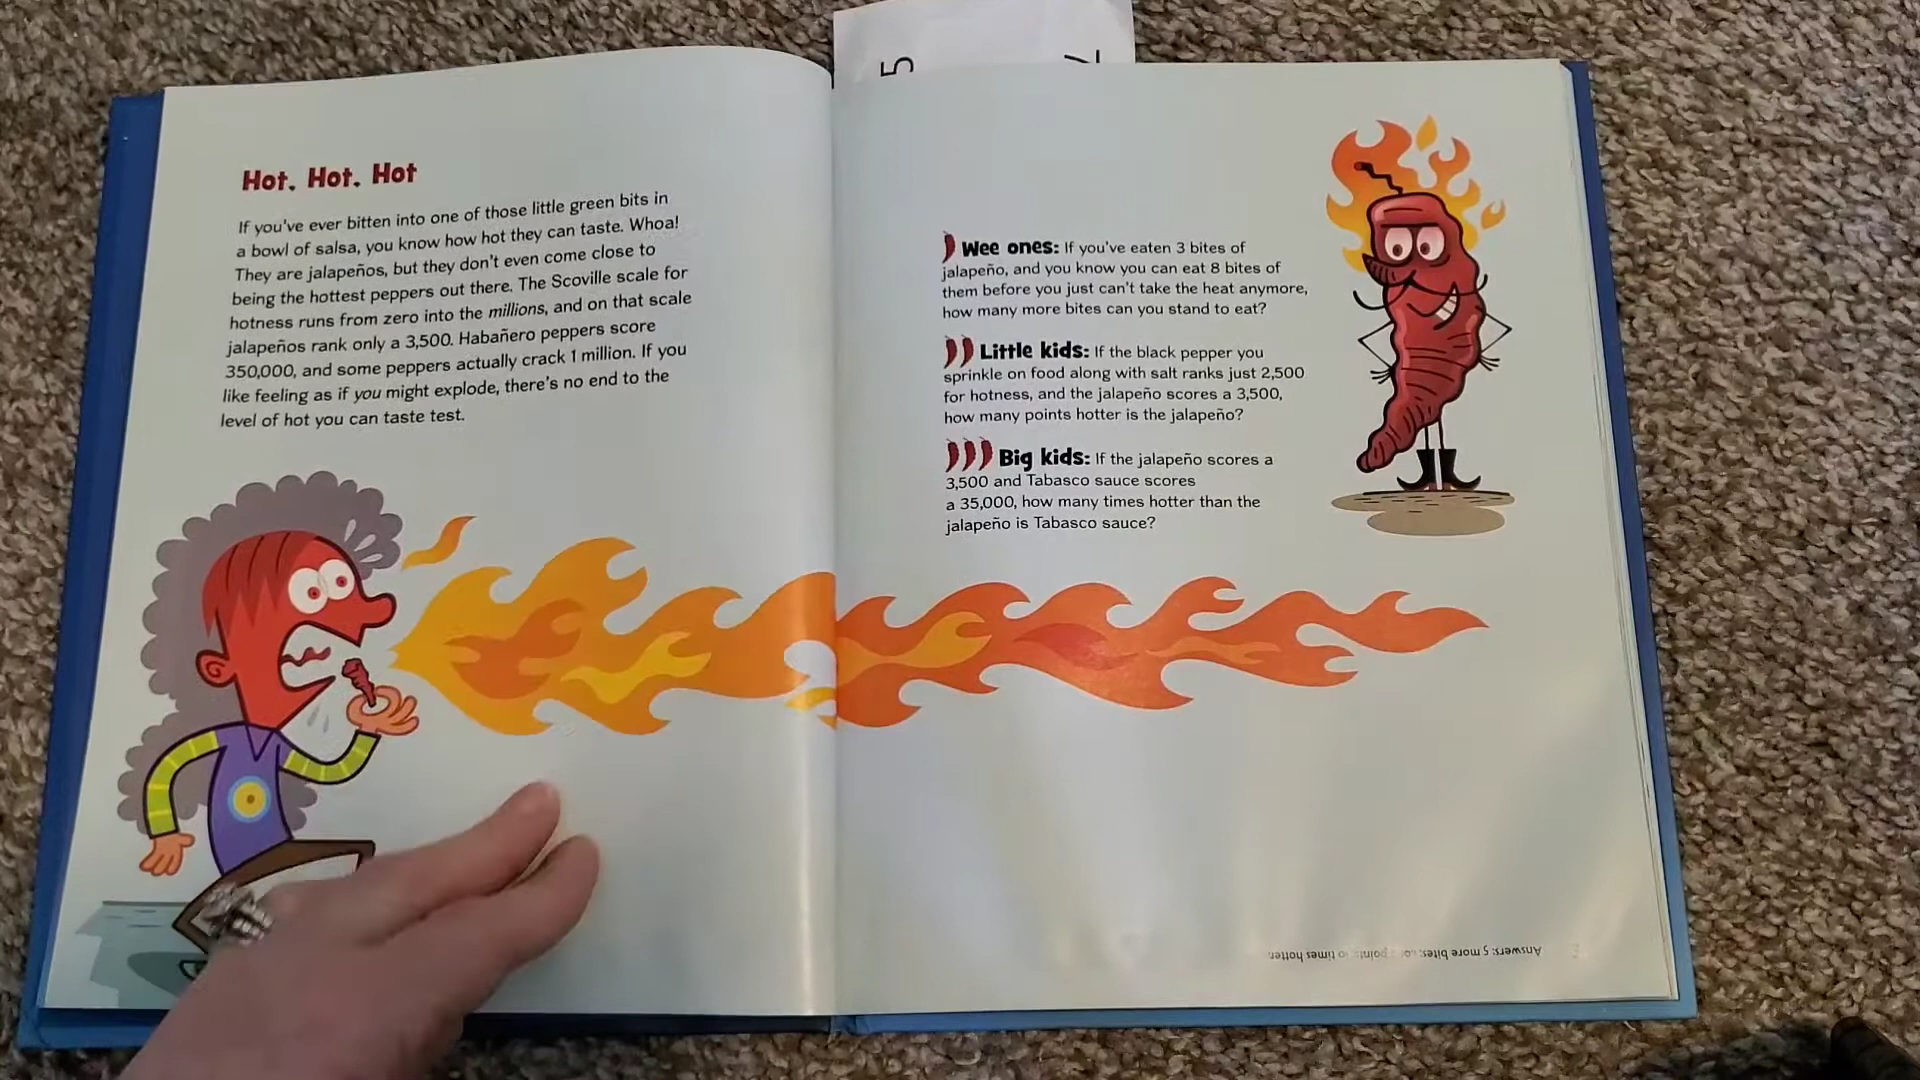 5
Hot, Hot, Hot
If you've ever bitten into one of those little green bits in
a bowl of salsa, you know how hot they can taste. Whoa!
They are jalapeños, but they don't even come close to
being the hottest peppers out there. The Scoville scale for
hotness runs from zero into the millions, and on that scale
jalapeños rank only a 3,500. Habañero peppers score
350,000, and some peppers actually crack 1 million. If you
like feeling as if you might explode, there's no end to the
level of hot you can taste test.
Wee ones: If you've eaten 3 bites of
jalapeño, and you know you can eat 8 bites of
them before you just can't take the heat anymore,
how many more bites can you stand to eat?
Little kids: If the black pepper you
sprinkle on food along with salt ranks just 2,500
for hotness, and the jalapeño scores a 3,500,
how many points hotter is the jalapeño?
Big kids: If the jalapeño scores a
3,500 and Tabasco sauce scores
a 35,000, how many times hotter than the
jalapeño is Tabasco sauce?
Answers: 5 more bites; points; 10 times hotter.